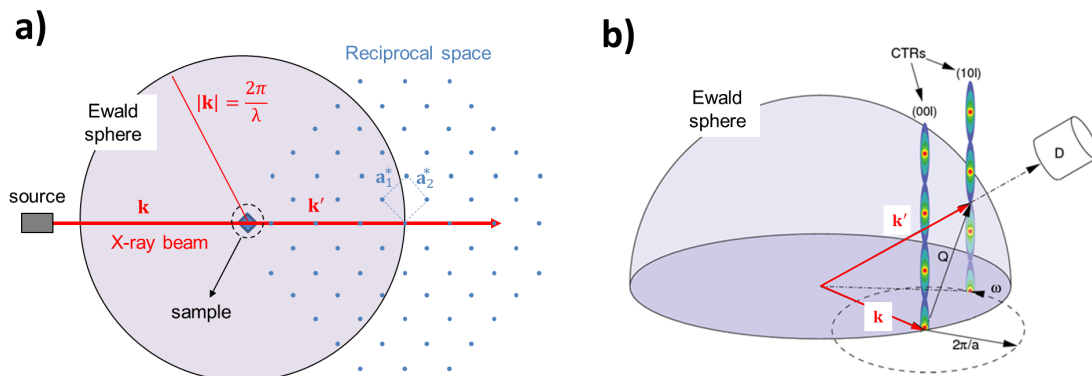 a)
Reciprocal space
Ewald
sphere
|𝐤| = 2π/λ
𝐚₁* 𝐚₂*
source
𝐤
𝐤′
X-ray beam
sample
b)
CTRs
(10l)
(00l)
Ewald
sphere
D
𝐤′
Q
ω
𝐤
2π/a